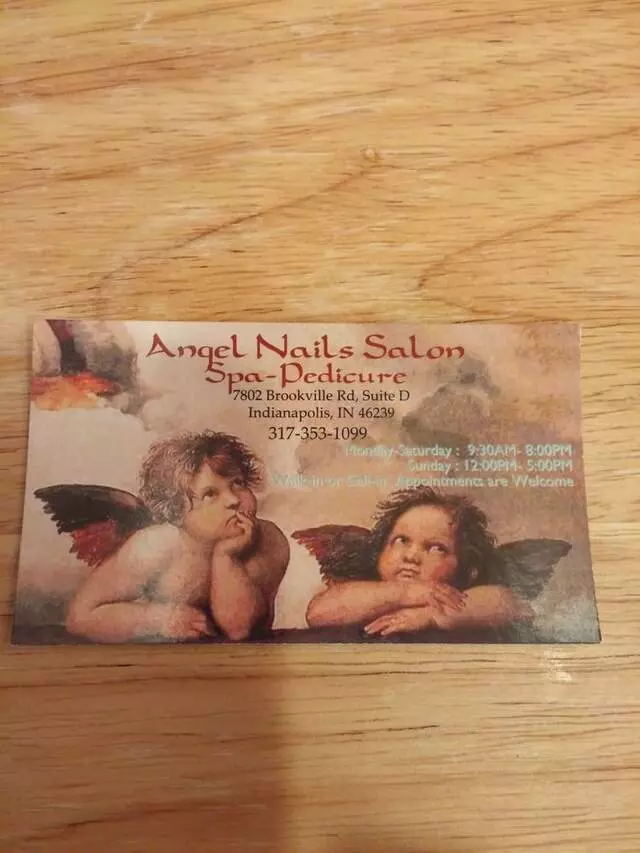 Angel Nails Salon
Spa-Pedicure
7802 Brookville Rd, Suite D
Indianapolis, IN 46239
317-353-1099
Monday-Saturday : 9:30AM- 8:00PM
Sunday : 12:00PM- 5:00PM
Walk-in or Call-in Appointments are Welcome